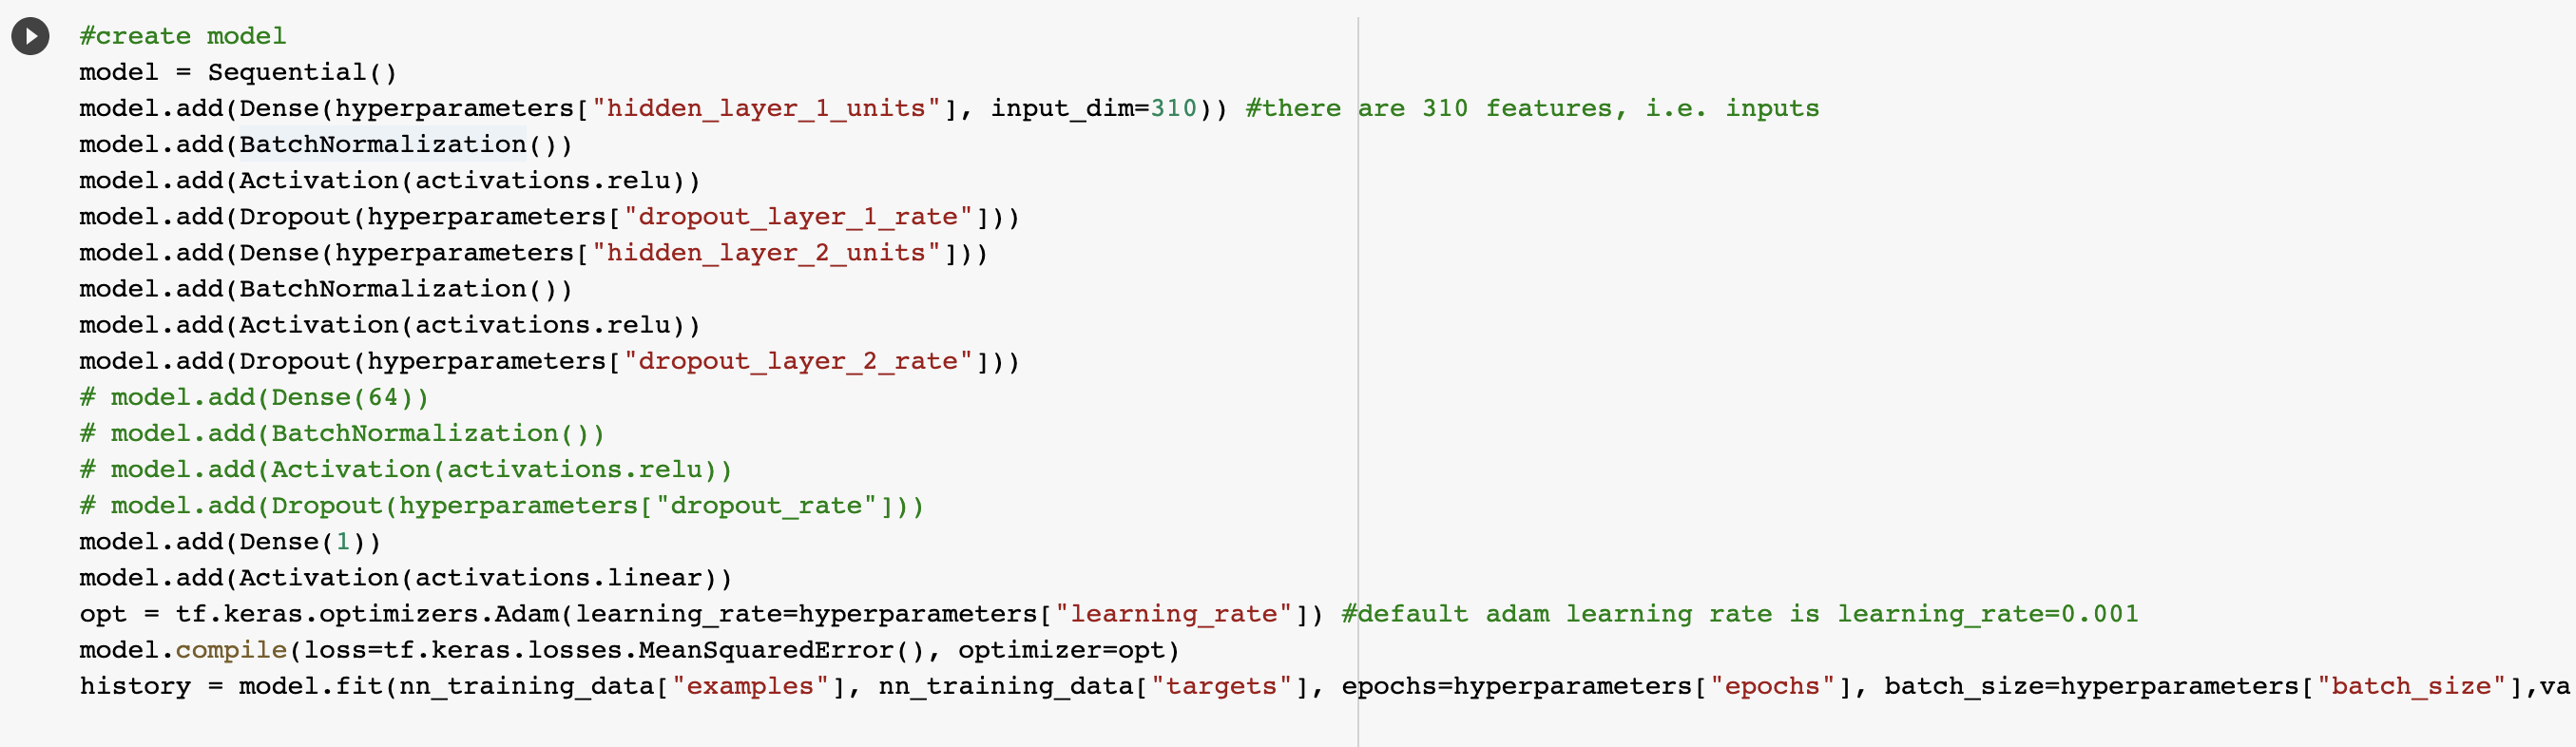 #create model
model = Sequential()
model.add(Dense(hyperparameters["hidden_layer_1_units"], input_dim=310)) #there are 310 features, i.e. inputs
model.add(BatchNormalization())
model.add(Activation(activations.relu))
model.add(Dropout(hyperparameters["dropout_layer_1_rate"]))
model.add(Dense(hyperparameters["hidden_layer_2_units"]))
model.add(BatchNormalization())
model.add(Activation(activations.relu))
model.add(Dropout(hyperparameters["dropout_layer_2_rate"]))
# model.add(Dense(64))
# model.add(BatchNormalization())
# model.add(Activation(activations.relu))
# model.add(Dropout(hyperparameters["dropout_rate"]))
model.add(Dense(1))
model.add(Activation(activations.linear))
opt = tf.keras.optimizers.Adam(learning_rate=hyperparameters["learning_rate"]) #default adam learning rate is learning_rate=0.001
model.compile(loss=tf.keras.losses.MeanSquaredError(), optimizer=opt)
history = model.fit(nn_training_data["examples"], nn_training_data["targets"], epochs=hyperparameters["epochs"], batch_size=hyperparameters["batch_size"],va